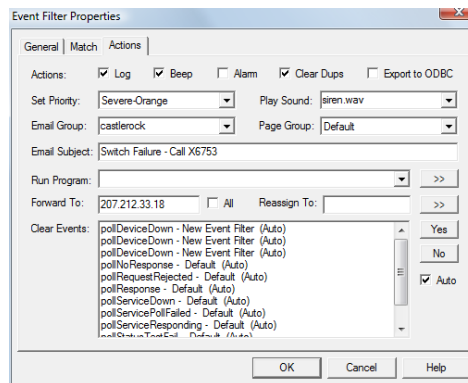 Event Filter Properties
General Match Actions
Actions: Log Beep Alarm Clear Dups Export to ODBC
Set Priority: Severe-Orange Play Sound: siren.wav
Email Group: castlerock Page Group: Default
Email Subject: Switch Failure - Call X6753
Run Program: >>
Forward To: 207.212.33.18 All Reassign To: >>
Clear Events: pollDeviceDown - New Event Filter (Auto) Yes
pollDeviceDown - New Event Filter (Auto)
pollDeviceDown - New Event Filter (Auto) No
pollNoResponse - Default (Auto)
pollRequestRejected - Default (Auto) Auto
pollResponse - Default (Auto)
pollServiceDown - Default (Auto)
pollServicePollFailed - Default (Auto)
pollServiceResponding - Default (Auto)
pollStatusTestFail - Default (Auto)
OK Cancel Help